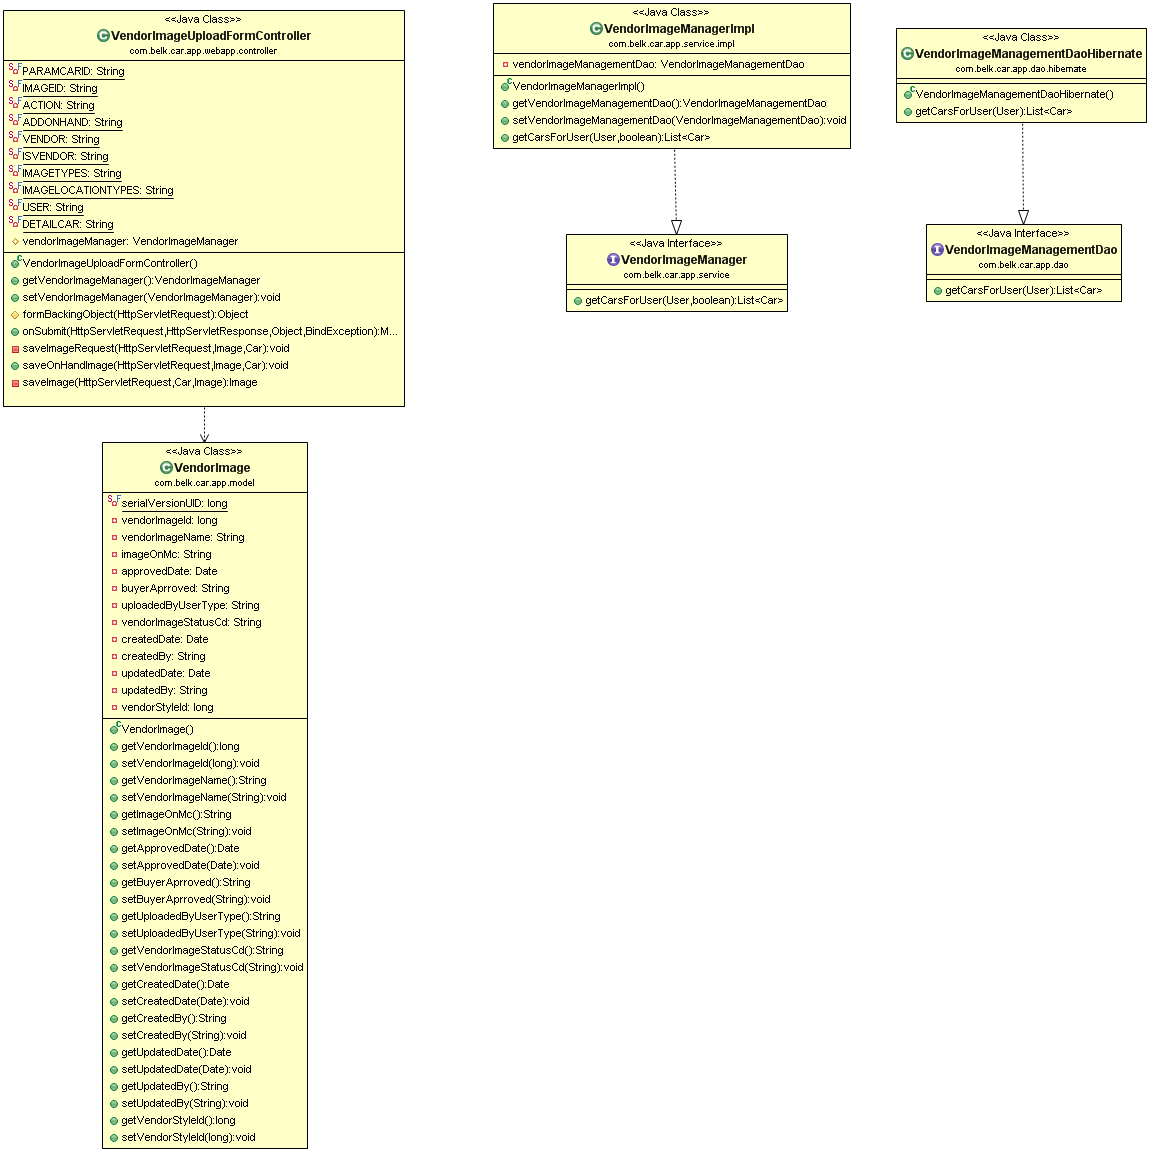 <<Java Class>>
VendorImageUploadFormController
com.belk.car.app.webapp.controller
PARAMCARID: String
IMAGEID: String
ACTION: String
ADDONHAND: String
VENDOR: String
ISVENDOR: String
IMAGETYPES: String
IMAGELOCATIONTYPES: String
USER: String
DETAILCAR: String
vendorImageManager: VendorImageManager
VendorImageUploadFormController()
getVendorImageManager():VendorImageManager
setVendorImageManager(VendorImageManager):void
formBackingObject(HttpServletRequest):Object
onSubmit(HttpServletRequest,HttpServletResponse,Object,BindException):M...
saveImageRequest(HttpServletRequest,Image,Car):void
saveOnHandImage(HttpServletRequest,Image,Car):void
saveImage(HttpServletRequest,Car,Image):Image
<<Java Class>>
VendorImage
com.belk.car.app.model
serialVersionUID: long
vendorImageId: long
vendorImageName: String
imageOnMc: String
approvedDate: Date
buyerAprroved: String
uploadedByUserType: String
vendorImageStatusCd: String
createdDate: Date
createdBy: String
updatedDate: Date
updatedBy: String
vendorStyleId: long
VendorImage()
getVendorImageId():long
setVendorImageId(long):void
getVendorImageName():String
setVendorImageName(String):void
getImageOnMc():String
setImageOnMc(String):void
getApprovedDate():Date
setApprovedDate(Date):void
getBuyerAprroved():String
setBuyerAprroved(String):void
getUploadedByUserType():String
setUploadedByUserType(String):void
getVendorImageStatusCd():String
setVendorImageStatusCd(String):void
getCreatedDate():Date
setCreatedDate(Date):void
getCreatedBy():String
setCreatedBy(String):void
getUpdatedDate():Date
setUpdatedDate(Date):void
getUpdatedBy():String
setUpdatedBy(String):void
getVendorStyleId():long
setVendorStyleId(long):void
<<Java Class>>
VendorImageManagerImpl
com.belk.car.app.service.impl
vendorImageManagementDao: VendorImageManagementDao
VendorImageManagerImpl()
getVendorImageManagementDao():VendorImageManagementDao
setVendorImageManagementDao(VendorImageManagementDao):void
getCarsForUser(User,boolean):List<Car>
<<Java Interface>>
VendorImageManager
com.belk.car.app.service
getCarsForUser(User,boolean):List<Car>
<<Java Class>>
VendorImageManagementDaoHibernate
com.belk.car.app.dao.hibernate
VendorImageManagementDaoHibernate()
getCarsForUser(User):List<Car>
<<Java Interface>>
VendorImageManagementDao
com.belk.car.app.dao
getCarsForUser(User):List<Car>